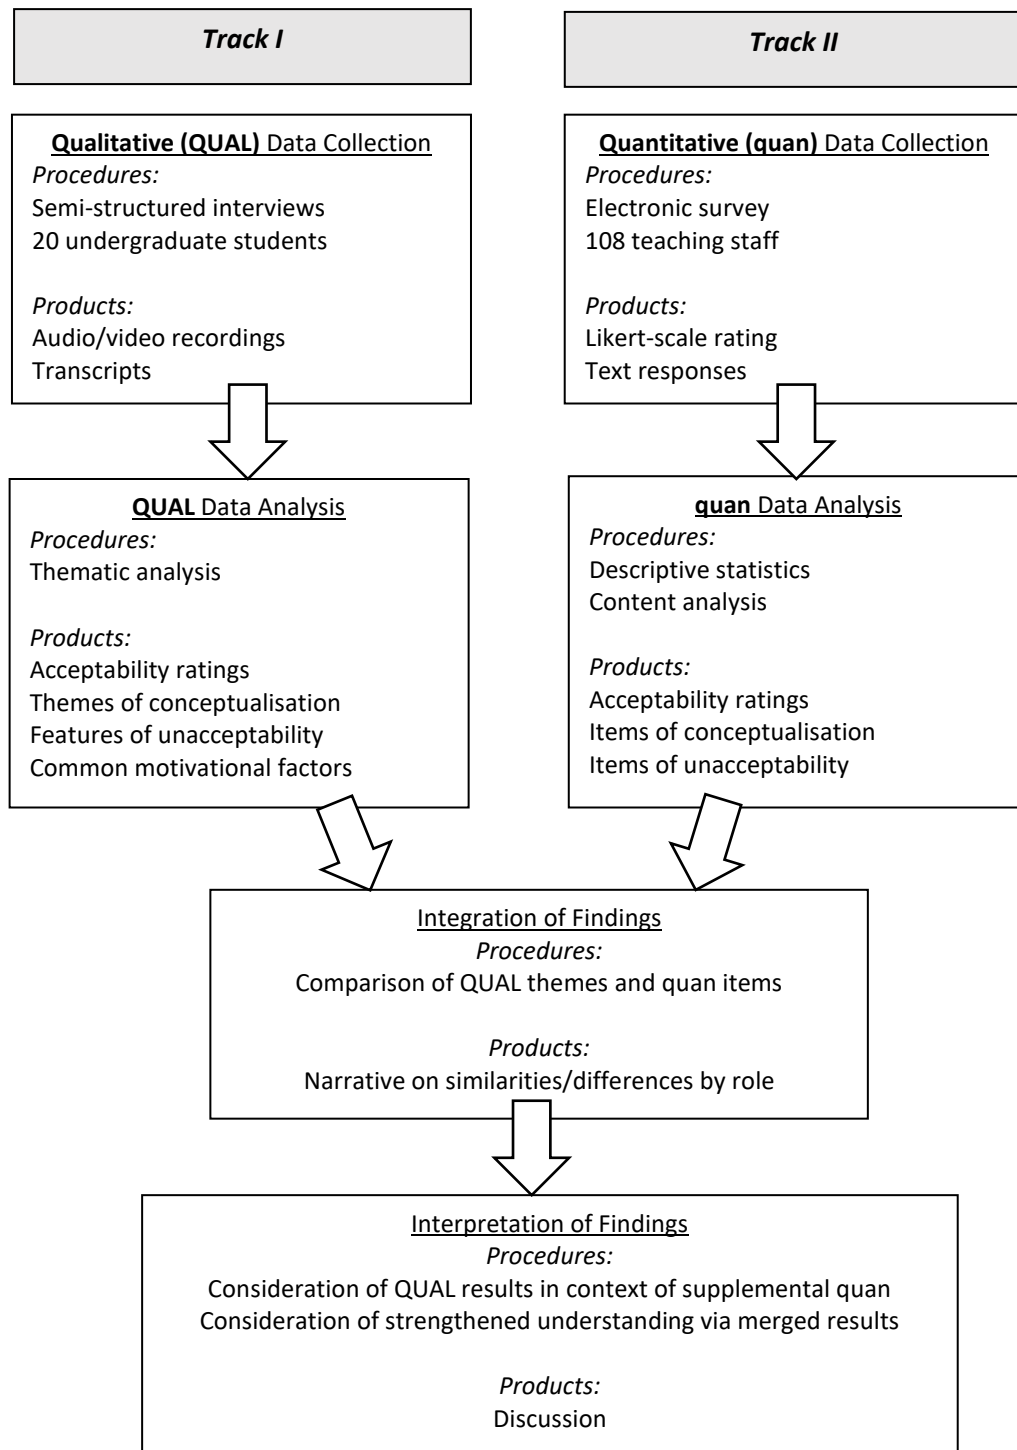 Track I
Track II
Qualitative (QUAL) Data Collection
Procedures:
Semi-structured interviews
20 undergraduate students
Products:
Audio/video recordings
Transcripts
Quantitative (quan) Data Collection
Procedures:
Electronic survey
108 teaching staff
Products:
Likert-scale rating
Text responses
QUAL Data Analysis
Procedures:
Thematic analysis
Products:
Acceptability ratings
Themes of conceptualisation
Features of unacceptability
Common motivational factors
quan Data Analysis
Procedures:
Descriptive statistics
Content analysis
Products:
Acceptability ratings
Items of conceptualisation
Items of unacceptability
Integration of Findings
Procedures:
Comparison of QUAL themes and quan items
Products:
Narrative on similarities/differences by role
Interpretation of Findings
Procedures:
Consideration of QUAL results in context of supplemental quan
Consideration of strengthened understanding via merged results
Products:
Discussion